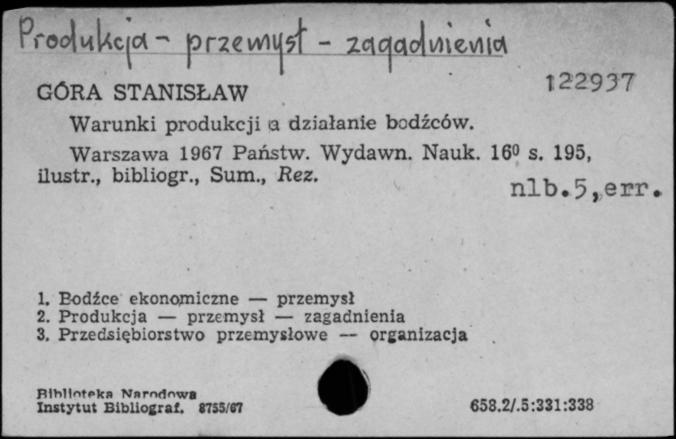 Produkcja - przemysł - zagadnienia
122937
GÓRA STANISŁAW
Warunki produkcji a działanie bodźców.
Warszawa 1967 Państw. Wydawn. Nauk. 16⁰ s. 195,
ilustr., bibliogr., Sum., Rez.
nlb.5,err.
1. Bodźce ekonomiczne — przemysł
2. Produkcja — przemysł — zagadnienia
3. Przedsiębiorstwo przemysłowe — organizacja
Biblioteka Narodowa
Instytut Bibliograf. 8755/67
658.2/.5:331:338